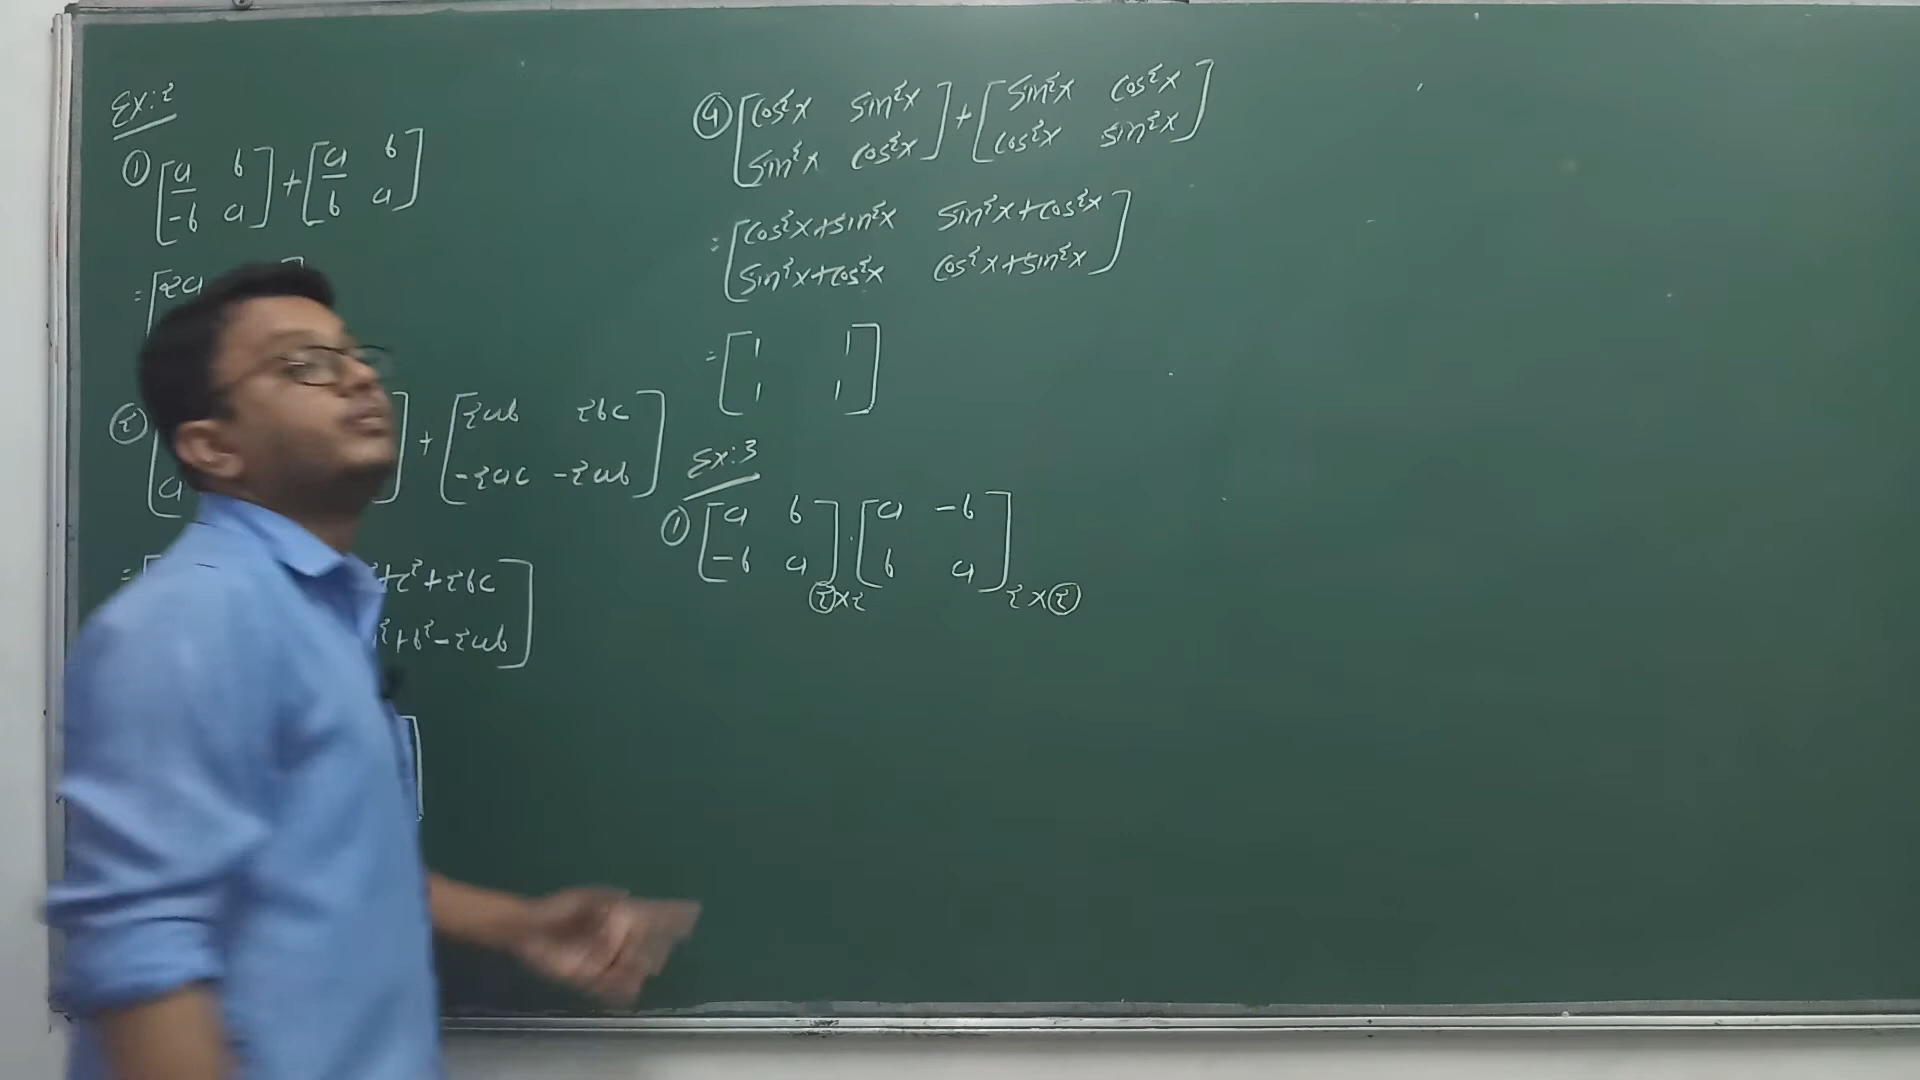 Ex:2
① [a b; -b a] + [a b; b a]
= [2a
② + [2ab 2bc; -2ac -2ab]
a
= +c²+2bc
²+b²-2ab]
④ [cos²x sin²x; sin²x cos²x] + [sin²x cos²x; cos²x sin²x]
= [cos²x+sin²x sin²x+cos²x; sin²x+cos²x cos²x+sin²x]
= [1 1; 1 1]
Ex:3
① [a b; -b a]·[a -b; b a]
2×2 2×2